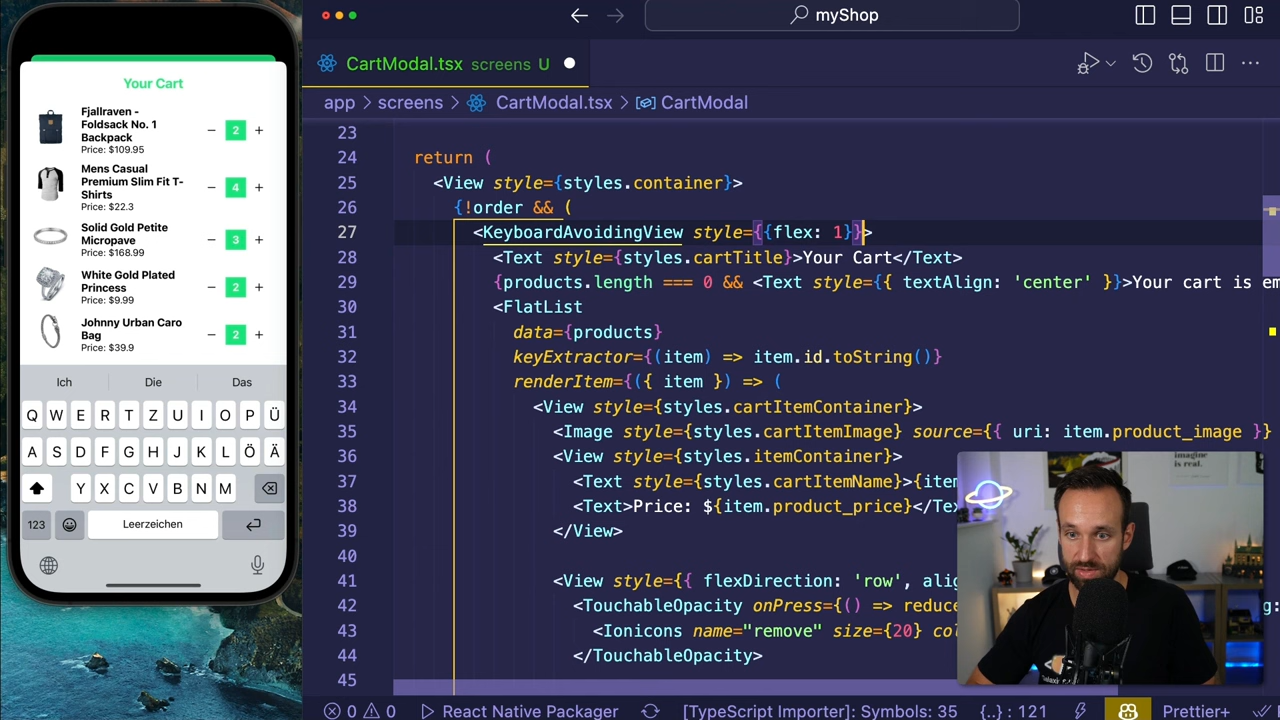 Your Cart
Fjallraven -
Foldsack No. 1
Backpack
Price: $109.95
− 2 +
Mens Casual
Premium Slim Fit T-
Shirts
Price: $22.3
− 4 +
Solid Gold Petite
Micropave
Price: $168.99
− 3 +
White Gold Plated
Princess
Price: $9.99
− 2 +
Johnny Urban Caro
Bag
Price: $39.9
− 2 +
Ich Die Das
Q W E R T Z U I O P Ü
A S D F G H J K L Ö Ä
Y X C V B N M
123 Leerzeichen
myShop
CartModal.tsx screens U
app > screens > CartModal.tsx > CartModal
23
24 return (
25 <View style={styles.container}>
26 {!order && (
27 <KeyboardAvoidingView style={{flex: 1}}>
28 <Text style={styles.cartTitle}>Your Cart</Text>
29 {products.length === 0 && <Text style={{ textAlign: 'center' }}>Your cart is em
30 <FlatList
31 data={products}
32 keyExtractor={(item) => item.id.toString()}
33 renderItem={({ item }) => (
34 <View style={styles.cartItemContainer}>
35 <Image style={styles.cartItemImage} source={{ uri: item.product_image }}
36 <View style={styles.itemContainer}>
37 <Text style={styles.cartItemName}>{ite
38 <Text>Price: ${item.product_price}</Te
39 </View>
40
41 <View style={{ flexDirection: 'row', alig
42 <TouchableOpacity onPress={() => reduce
43 <Ionicons name="remove" size={20} col
44 </TouchableOpacity>
45
0 0 React Native Packager [TypeScript Importer]: Symbols: 35 {..} : 121 Prettier+